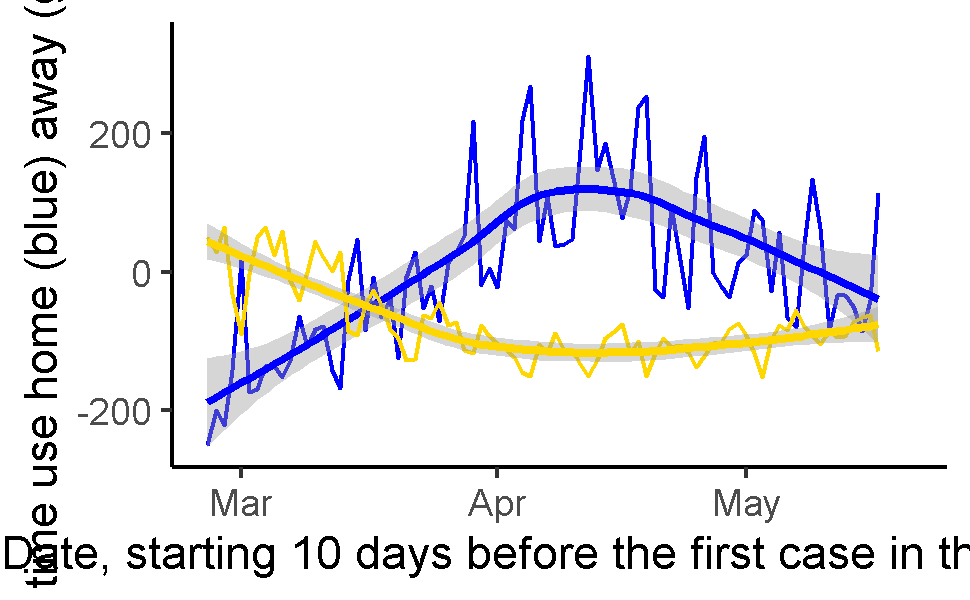 time use home (blue) away (
200
0
-200
Mar
Apr
May
Date, starting 10 days before the first case in th